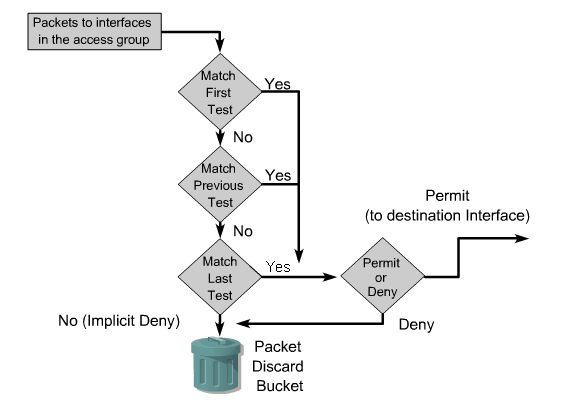 Packets to interfaces
in the access group
Match
First
Test
Yes
No
Match
Previous
Test
Yes
No
Match
Last
Test
Yes
Permit
or
Deny
Permit
(to destination Interface)
No (Implicit Deny)
Deny
Packet
Discard
Bucket